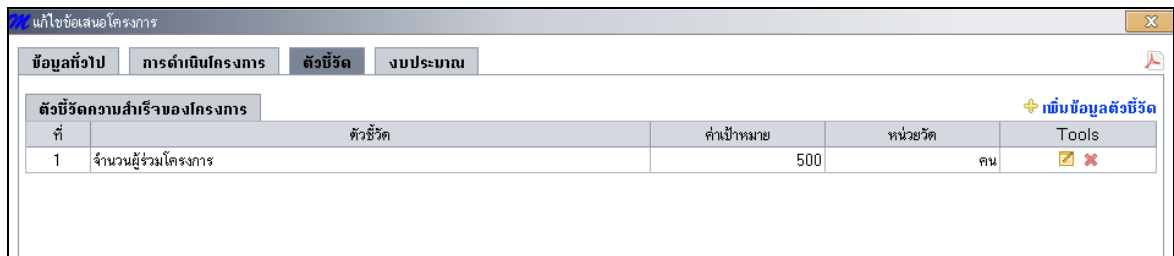 แก้ไขข้อเสนอโครงการ
ข้อมูลทั่วไป การดำเนินโครงการ ตัวชี้วัด งบประมาณ
ตัวชี้วัดความสำเร็จของโครงการ เพิ่มข้อมูลตัวชี้วัด
ที่ ตัวชี้วัด ค่าเป้าหมาย หน่วยวัด Tools
1 จำนวนผู้ร่วมโครงการ 500 คน